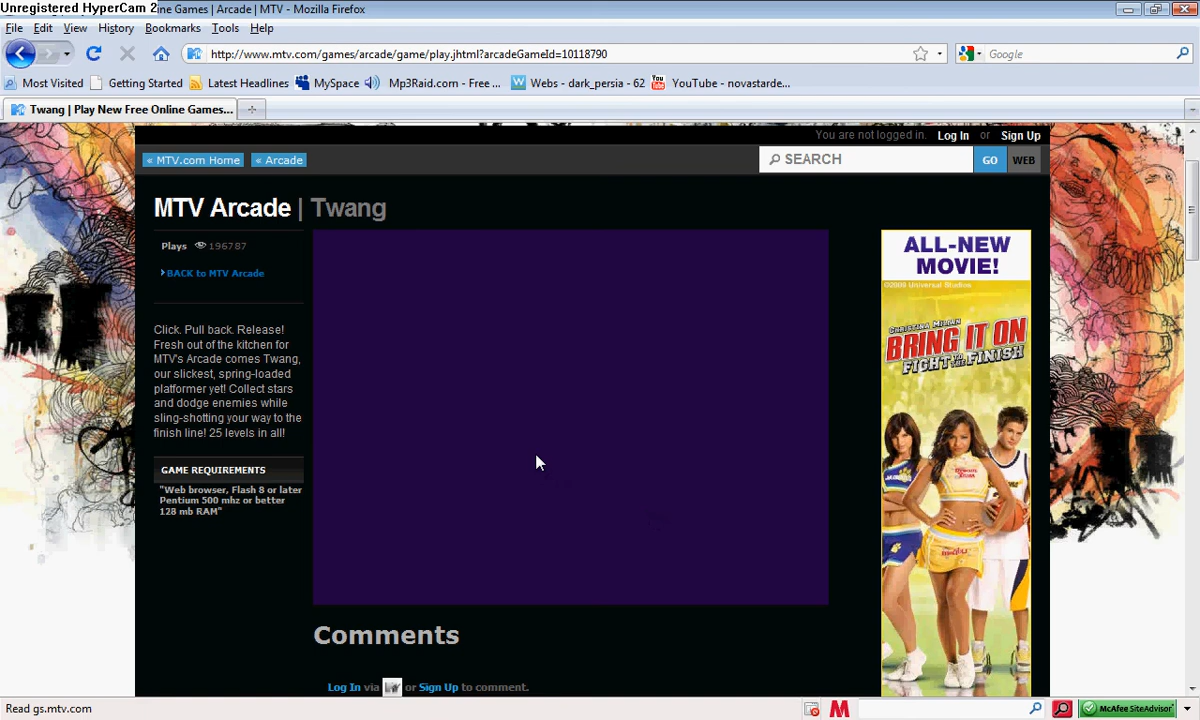 Unregistered HyperCam 2
ine Games | Arcade | MTV - Mozilla Firefox
File Edit View History Bookmarks Tools Help
http://www.mtv.com/games/arcade/game/play.jhtml?arcadeGameId=10118790
Google
Most Visited Getting Started Latest Headlines MySpace Mp3Raid.com - Free ... Webs - dark_persia - 62 YouTube - novastarde...
Twang | Play New Free Online Games...
You are not logged in. Log In or Sign Up
« MTV.com Home « Arcade
SEARCH GO WEB
MTV Arcade | Twang
Plays 196787
BACK to MTV Arcade
Click. Pull back. Release!
Fresh out of the kitchen for
MTV's Arcade comes Twang,
our slickest, spring-loaded
platformer yet! Collect stars
and dodge enemies while
sling-shotting your way to the
finish line! 25 levels in all!
GAME REQUIREMENTS
"Web browser, Flash 8 or later
Pentium 500 mhz or better
128 mb RAM"
ALL-NEW
MOVIE!
©2009 Universal Studios
CHRISTINA MILIAN
BRING IT ON
FIGHT TO THE FINISH
Comments
Log In via or Sign Up to comment.
Read gs.mtv.com
McAfee SiteAdvisor